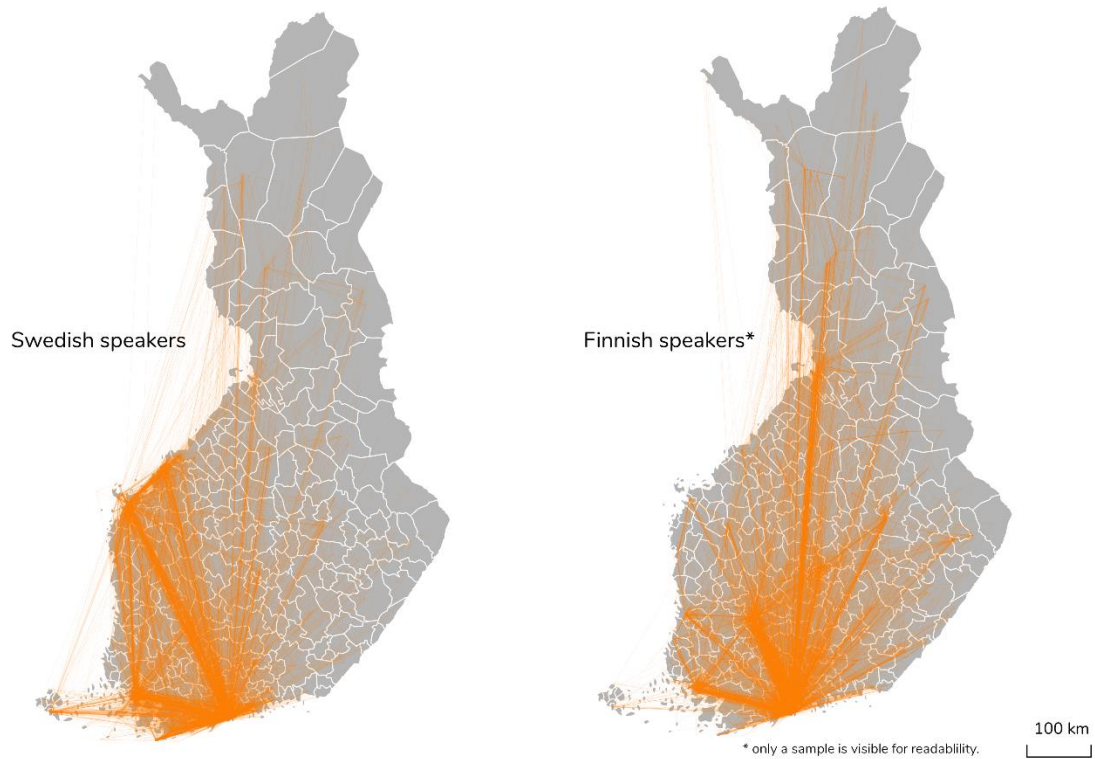 Swedish speakers
Finnish speakers*
100 km
* only a sample is visible for readablility.